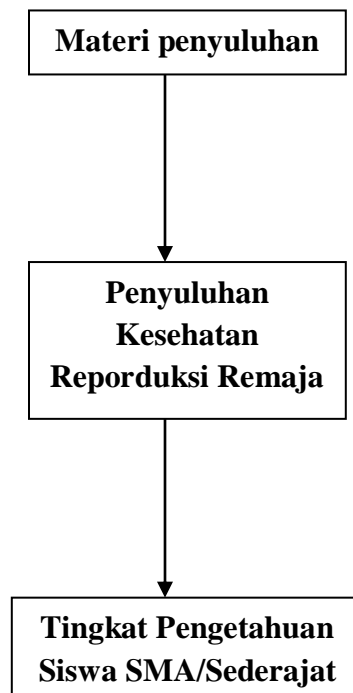 Materi penyuluhan
Penyuluhan
Kesehatan
Reporduksi Remaja
Tingkat Pengetahuan
Siswa SMA/Sederajat